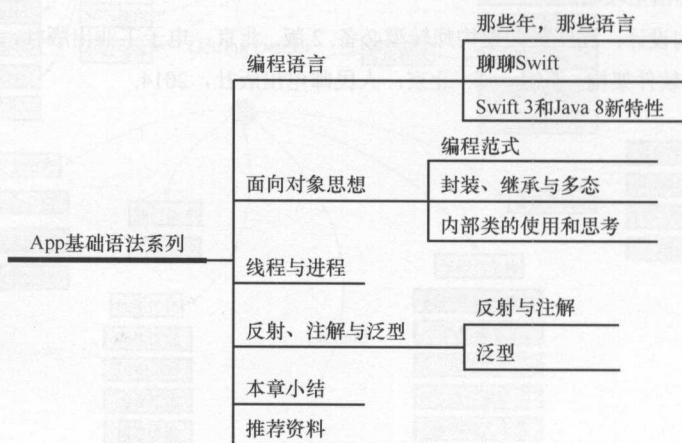 App基础语法系列
编程语言
那些年，那些语言
聊聊Swift
Swift 3和Java 8新特性
面向对象思想
编程范式
封装、继承与多态
内部类的使用和思考
线程与进程
反射、注解与泛型
反射与注解
泛型
本章小结
推荐资料